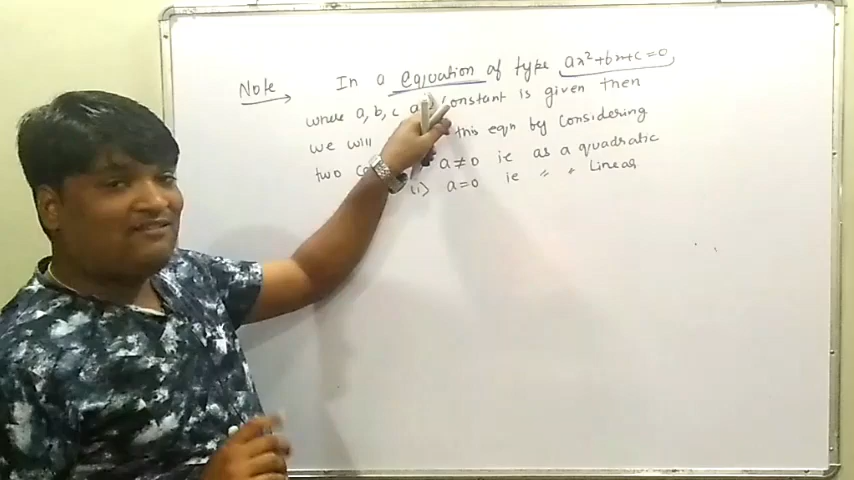 Note In a equation of type ax²+bx+c=0
where a, b, c constant is given then
we will this eqn by considering
two a≠0 ie as a quadratic
a=0 ie " " Linear